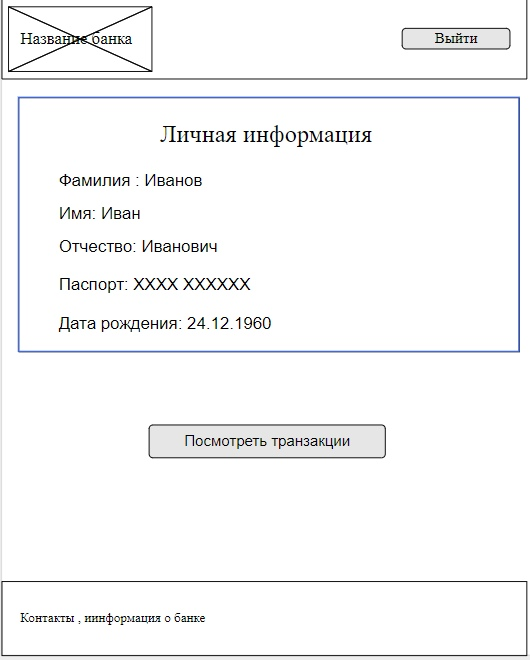 Название банка
Выйти
Личная информация
Фамилия : Иванов
Имя: Иван
Отчество: Иванович
Паспорт: XXXX XXXXXX
Дата рождения: 24.12.1960
Посмотреть транзакции
Контакты , иинформация о банке